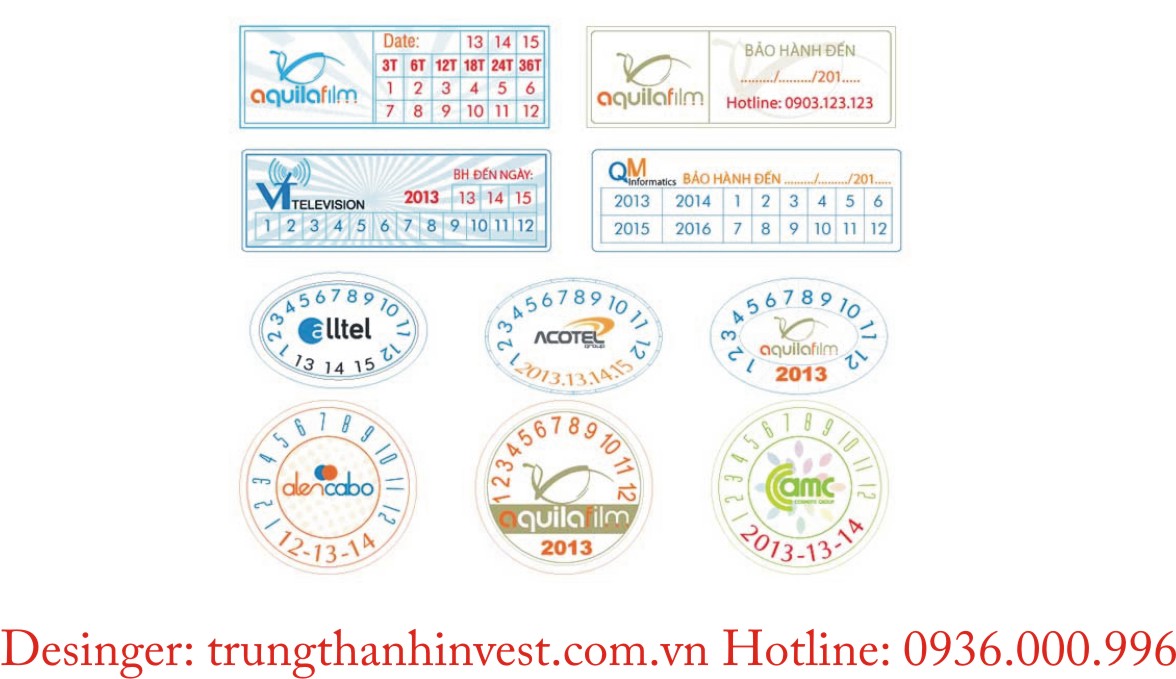 Date: 13 14 15
3T 6T 12T 18T 24T 36T
1 2 3 4 5 6
7 8 9 10 11 12
aquilafilm
BẢO HÀNH ĐẾN
........./........./201.....
Hotline: 0903.123.123
aquilafilm
BH ĐẾN NGÀY:
VT TELEVISION 2013 13 14 15
1 2 3 4 5 6 7 8 9 10 11 12
QM Informatics BẢO HÀNH ĐẾN ......../......../201.....
2013 2014 1 2 3 4 5 6
2015 2016 7 8 9 10 11 12
1 2 3 4 5 6 7 8 9 10 11 12
alltel
13 14 15
1 2 3 4 5 6 7 8 9 10 11 12
ACOTEL
group
2013.13.14.15
1 2 3 4 5 6 7 8 9 10 11 12
aquilafilm
2013
1 2 3 4 5 6 7 8 9 10 11 12
alencabo
12-13-14
1 2 3 4 5 6 7 8 9 10 11 12
aquilafilm
2013
1 2 3 4 5 6 7 8 9 10 11 12
amc
2013-13-14
Desinger: trungthanhinvest.com.vn Hotline: 0936.000.996